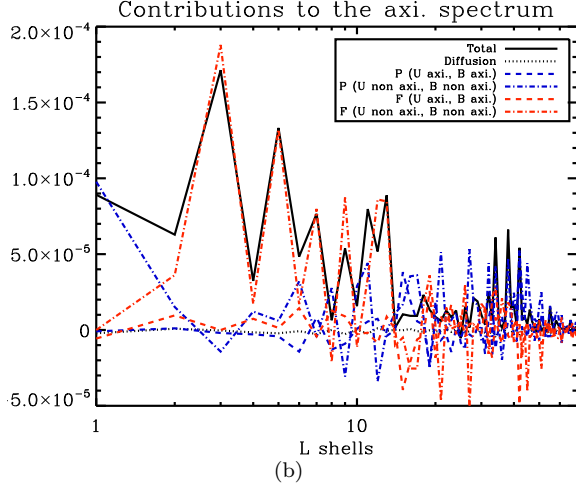 Contributions to the axi. spectrum
2.0×10⁻⁴
Total
Diffusion
P (U axi., B axi.)
P (U non axi., B non axi.)
F (U axi., B axi.)
F (U non axi., B non axi.)
1.5×10⁻⁴
1.0×10⁻⁴
5.0×10⁻⁵
0
-5.0×10⁻⁵
1 10
L shells
(b)